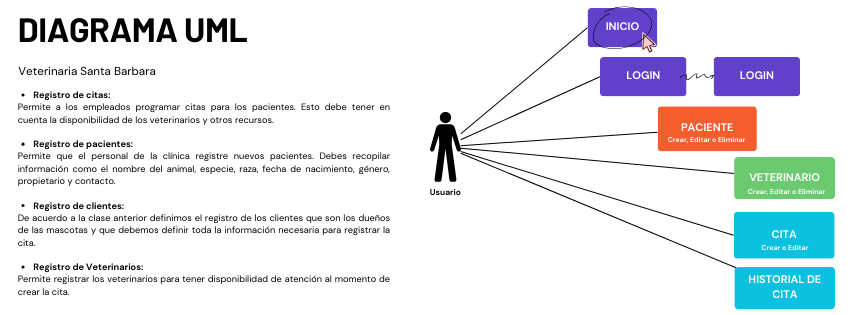 DIAGRAMA UML
Veterinaria Santa Barbara
• Registro de citas:
Permite a los empleados programar citas para los pacientes. Esto debe tener en
cuenta la disponibilidad de los veterinarios y otros recursos.
• Registro de pacientes:
Permite que el personal de la clínica registre nuevos pacientes. Debes recopilar
información como el nombre del animal, especie, raza, fecha de nacimiento, género,
propietario y contacto.
• Registro de clientes:
De acuerdo a la clase anterior definimos el registro de los clientes que son los dueños
de las mascotas y que debemos definir toda la información necesaria para registrar la
cita.
• Registro de Veterinarios:
Permite registrar los veterinarios para tener disponibilidad de atención al momento de
crear la cita.
Usuario
INICIO
LOGIN
LOGIN
PACIENTE
Crear, Editar o Eliminar
VETERINARIO
Crear, Editar o Eliminar
CITA
Crear o Editar
HISTORIAL DE
CITA